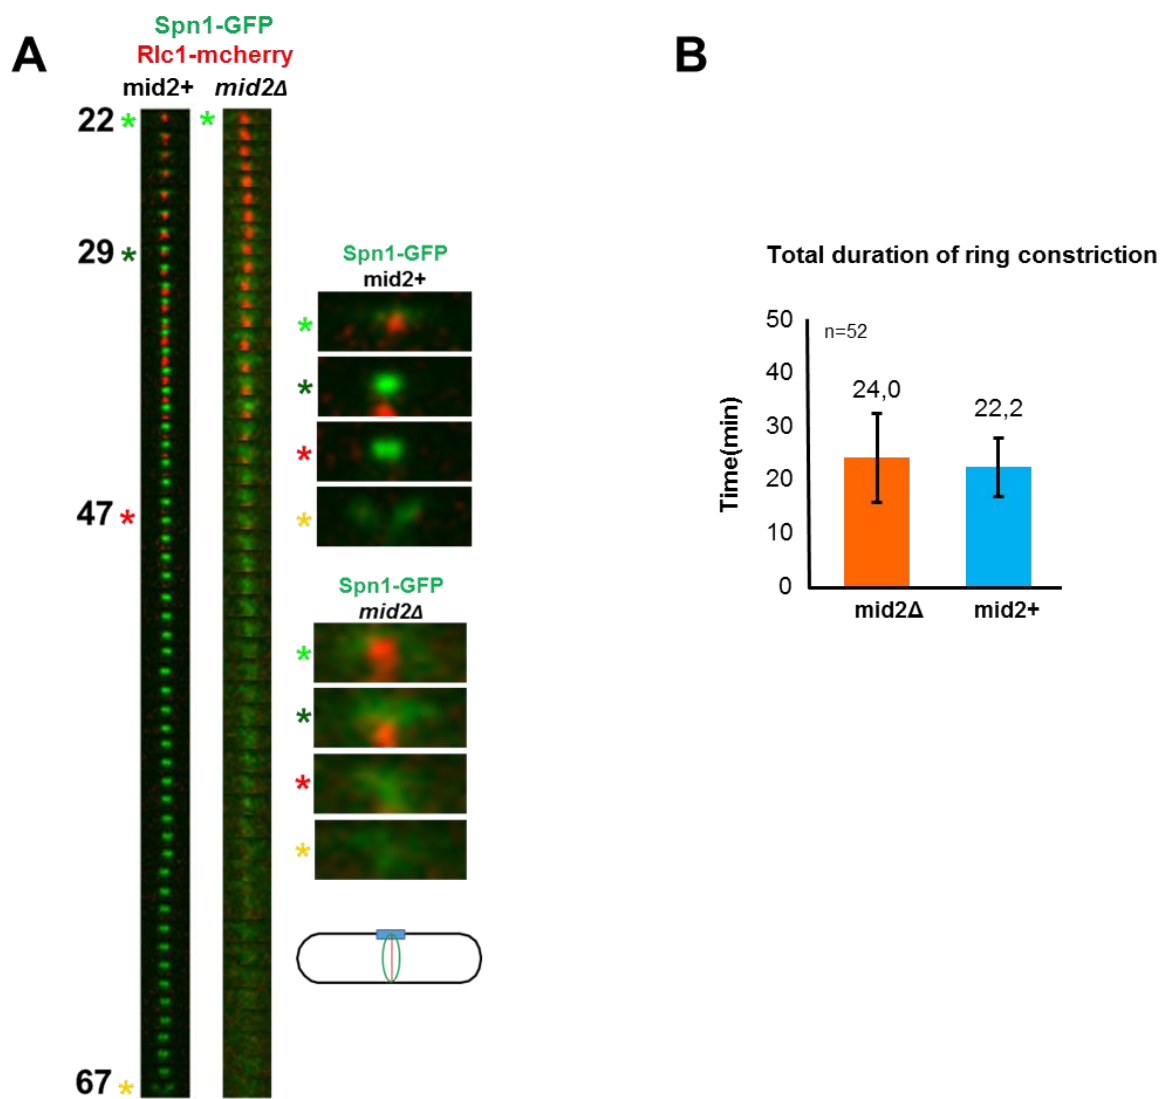 A
Spn1-GFP
Rlc1-mcherry
mid2+ mid2Δ
22 * *
29 *
47 *
67 *
Spn1-GFP
mid2+
*
*
*
*
Spn1-GFP
mid2Δ
*
*
*
*
B
Total duration of ring constriction
n=52
Time(min)
50
40
30
20
10
0
24,0
22,2
mid2Δ mid2+